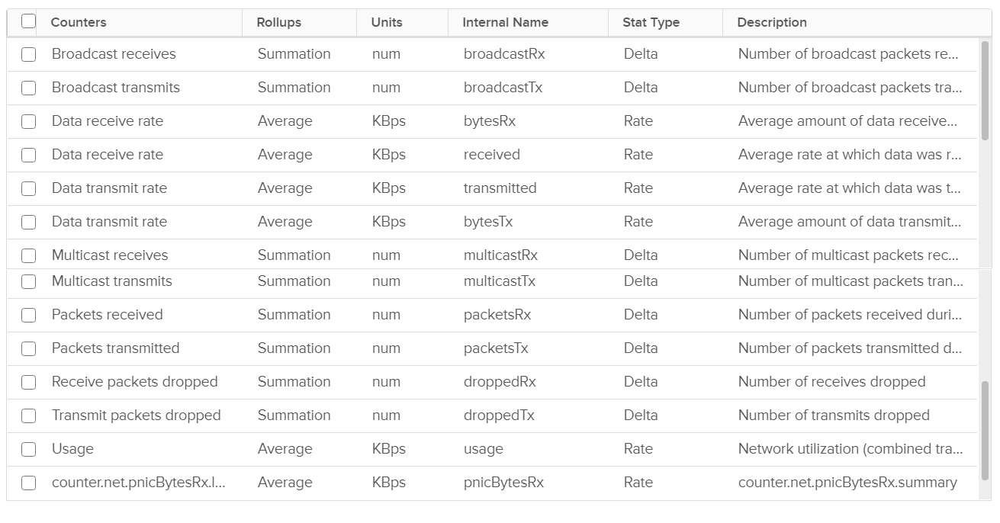 Counters Rollups Units Internal Name Stat Type Description
Broadcast receives Summation num broadcastRx Delta Number of broadcast packets re...
Broadcast transmits Summation num broadcastTx Delta Number of broadcast packets tra...
Data receive rate Average KBps bytesRx Rate Average amount of data receive...
Data receive rate Average KBps received Rate Average rate at which data was r...
Data transmit rate Average KBps transmitted Rate Average rate at which data was t...
Data transmit rate Average KBps bytesTx Rate Average amount of data transmit...
Multicast receives Summation num multicastRx Delta Number of multicast packets rec...
Multicast transmits Summation num multicastTx Delta Number of multicast packets tran...
Packets received Summation num packetsRx Delta Number of packets received duri...
Packets transmitted Summation num packetsTx Delta Number of packets transmitted d...
Receive packets dropped Summation num droppedRx Delta Number of receives dropped
Transmit packets dropped Summation num droppedTx Delta Number of transmits dropped
Usage Average KBps usage Rate Network utilization (combined tra...
counter.net.pnicBytesRx.l... Average KBps pnicBytesRx Rate counter.net.pnicBytesRx.summary